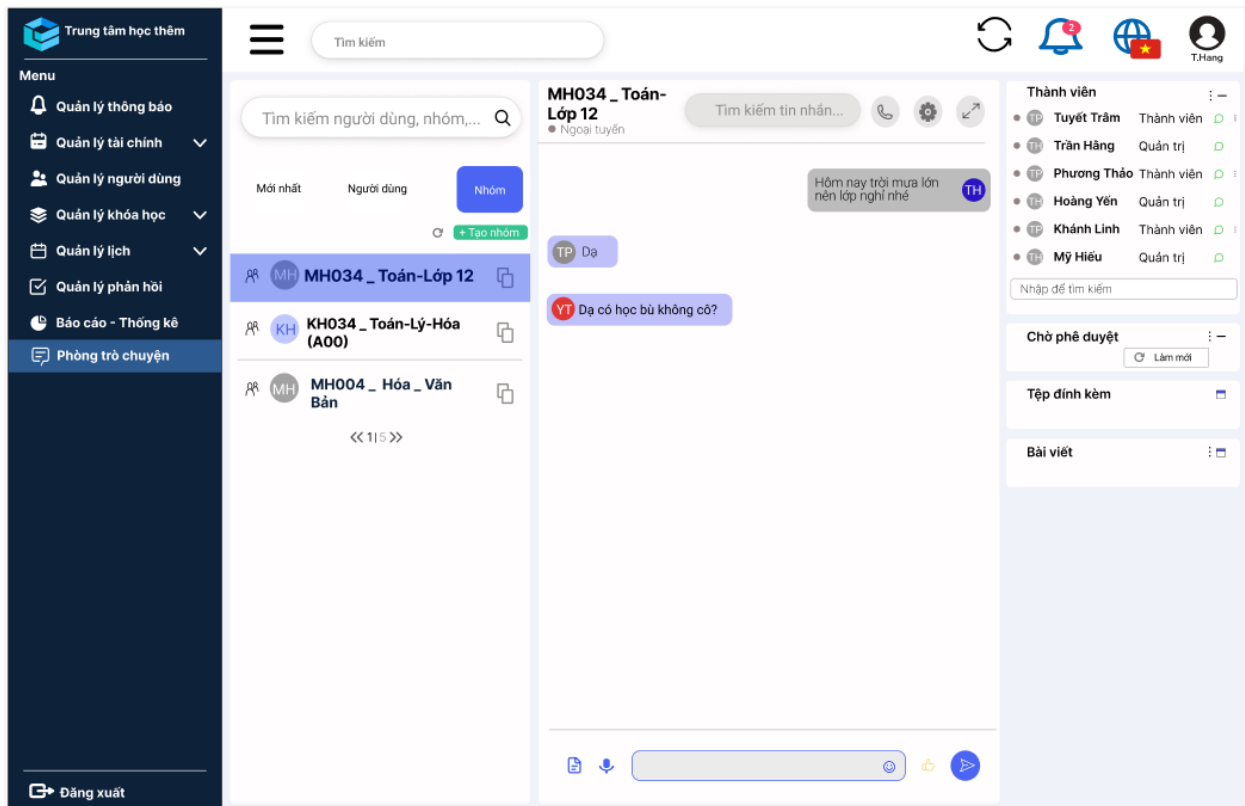 Trung tâm học thêm
Menu
Quản lý thông báo
Quản lý tài chính
Quản lý người dùng
Quản lý khóa học
Quản lý lịch
Quản lý phản hồi
Báo cáo - Thống kê
Phòng trò chuyện
Đăng xuất
Tìm kiếm
2
T.Hang
Tìm kiếm người dùng, nhóm,...
Mới nhất
Người dùng
Nhóm
+ Tạo nhóm
MH MH034 _ Toán-Lớp 12
KH KH034 _ Toán-Lý-Hóa
(A00)
MH MH004 _ Hóa _ Văn
Bản
1|5
MH034 _ Toán-
Lớp 12
Ngoại tuyến
Tìm kiếm tin nhắn...
Hôm nay trời mưa lớn
nên lớp nghỉ nhé
TH
TP Dạ
YT Dạ có học bù không cô?
Thành viên
TP Tuyết Trâm Thành viên
TH Trần Hằng Quản trị
TP Phương Thảo Thành viên
TH Hoàng Yến Quản trị
TP Khánh Linh Thành viên
TH Mỹ Hiếu Quản trị
Nhập để tìm kiếm
Chờ phê duyệt
Làm mới
Tệp đính kèm
Bài viết